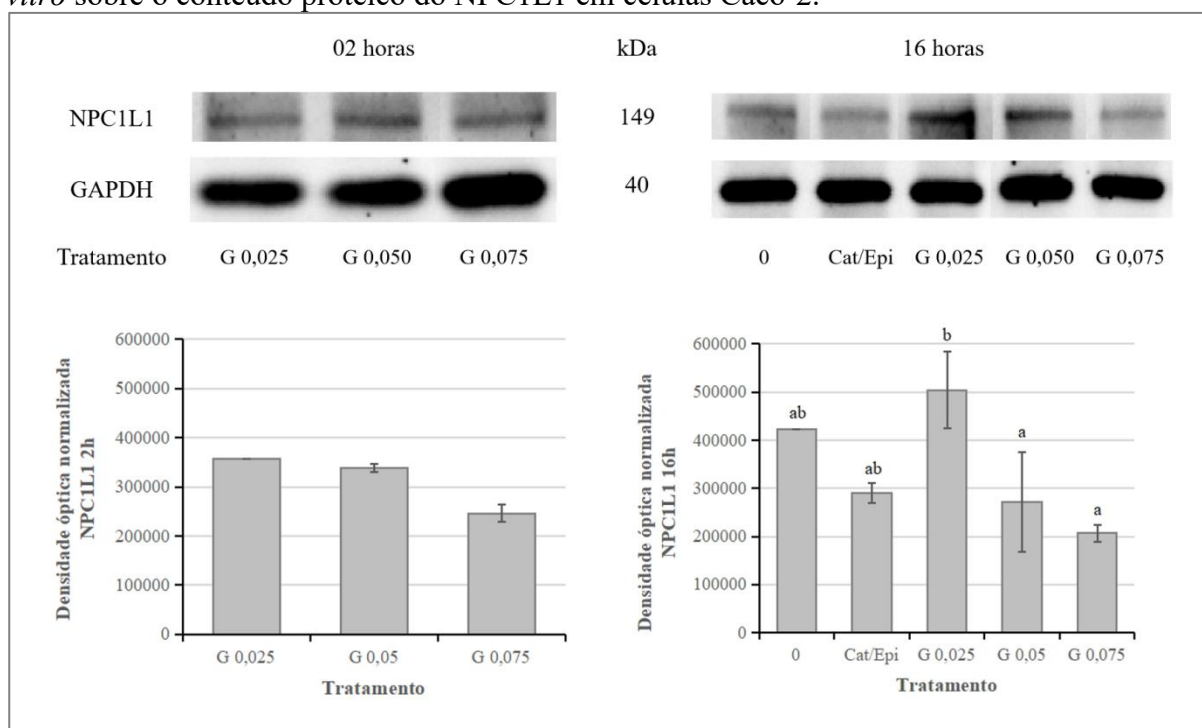 vitro sobre o conteúdo proteico do NPC1L1 em células Caco-2.
02 horas kDa 16 horas
NPC1L1 149
GAPDH 40
Tratamento G 0,025 G 0,050 G 0,075 0 Cat/Epi G 0,025 G 0,050 G 0,075
Densidade óptica normalizada
NPC1L1 2h
600000
500000
400000
300000
200000
100000
0
G 0,025 G 0,05 G 0,075
Tratamento
Densidade óptica normalizada
NPC1L1 16h
600000
500000
400000
300000
200000
100000
0
ab
ab
b
a
a
0 Cat/Epi G 0,025 G 0,05 G 0,075
Tratamento